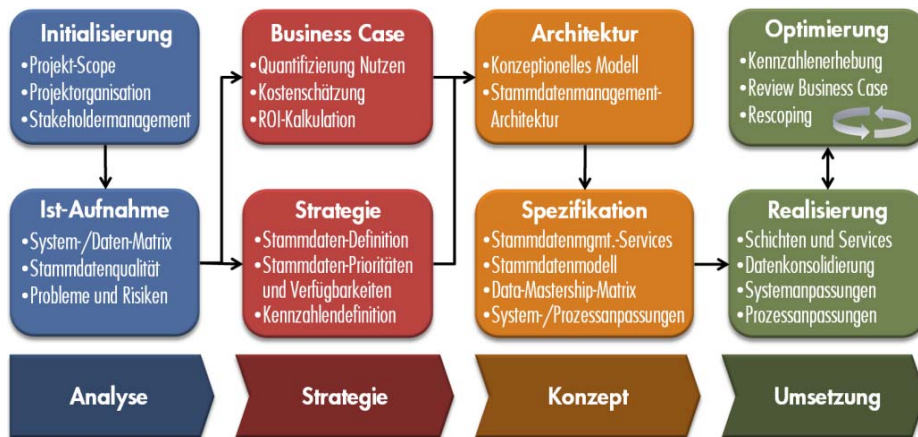 Initialisierung
•Projekt-Scope
•Projektorganisation
•Stakeholdermanagement
Business Case
•Quantifizierung Nutzen
•Kostenschätzung
•ROI-Kalkulation
Architektur
•Konzeptionelles Modell
•Stammdatenmanagement-
Architektur
Optimierung
•Kennzahlenerhebung
•Review Business Case
•Rescoping
Ist-Aufnahme
•System-/Daten-Matrix
•Stammdatenqualität
•Probleme und Risiken
Strategie
•Stammdaten-Definition
•Stammdaten-Prioritäten
und Verfügbarkeiten
•Kennzahlendefinition
Spezifikation
•Stammdatenmgmt.-Services
•Stammdatenmodell
•Data-Mastership-Matrix
•System-/Prozessanpassungen
Realisierung
•Schichten und Services
•Datenkonsolidierung
•Systemanpassungen
•Prozessanpassungen
Analyse
Strategie
Konzept
Umsetzung